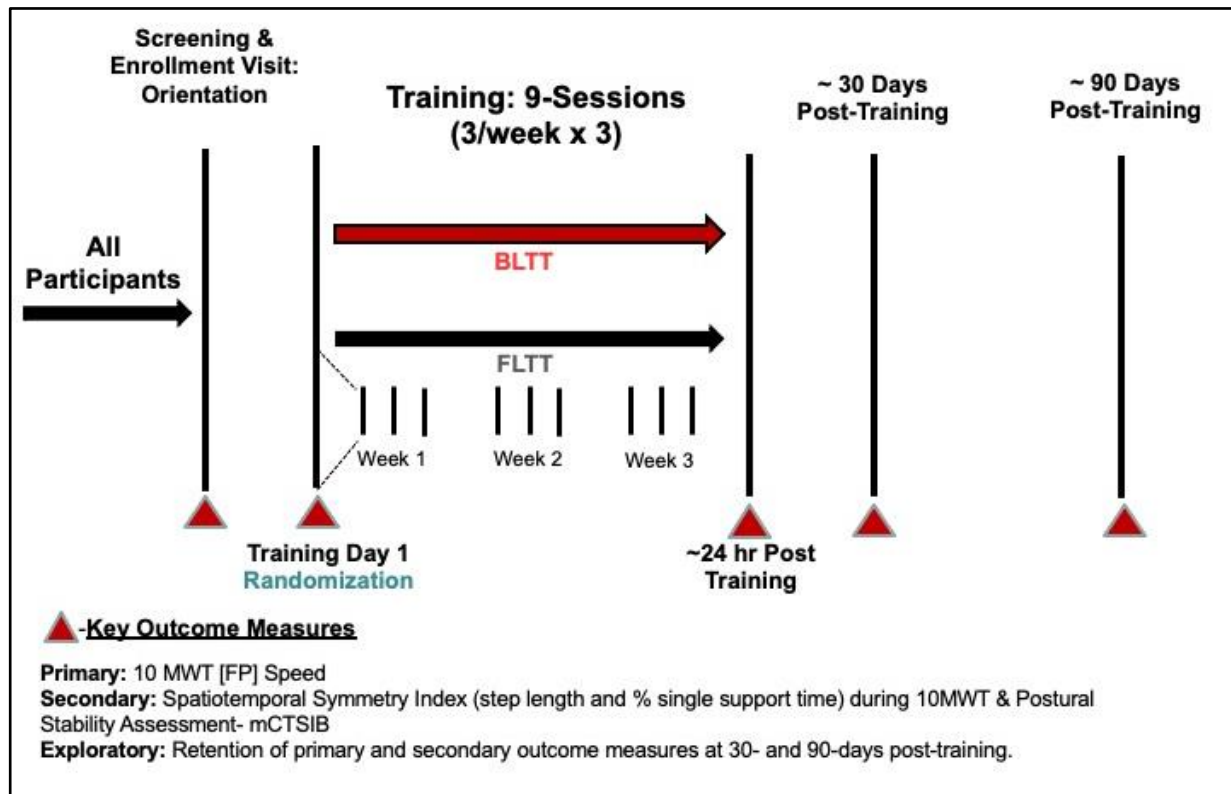 Screening &
Enrollment Visit:
Orientation
Training: 9-Sessions
(3/week x 3)
~ 30 Days
Post-Training
~ 90 Days
Post-Training
All
Participants
BLTT
FLTT
Week 1
Week 2
Week 3
Training Day 1
Randomization
~24 hr Post
Training
-Key Outcome Measures
Primary: 10 MWT [FP] Speed
Secondary: Spatiotemporal Symmetry Index (step length and % single support time) during 10MWT & Postural
Stability Assessment- mCTSIB
Exploratory: Retention of primary and secondary outcome measures at 30- and 90-days post-training.